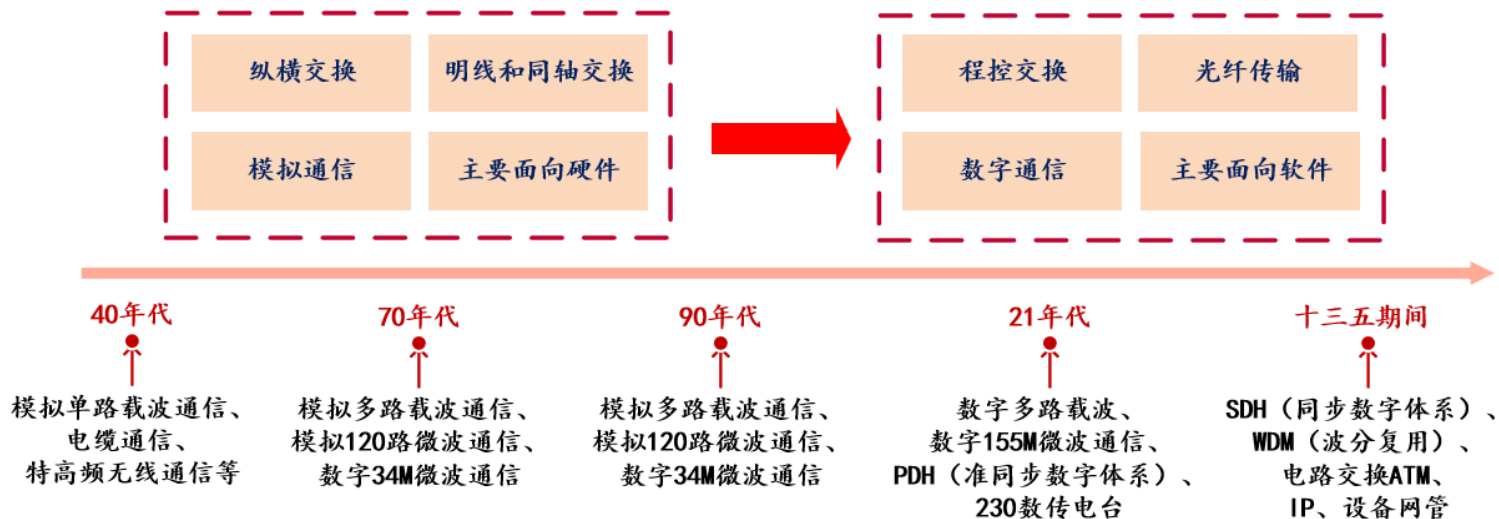 纵横交换
明线和同轴交换
模拟通信
主要面向硬件
程控交换
光纤传输
数字通信
主要面向软件
40年代
模拟单路载波通信、
电缆通信、
特高频无线通信等
70年代
模拟多路载波通信、
模拟120路微波通信、
数字34M微波通信
90年代
模拟多路载波通信、
模拟120路微波通信、
数字34M微波通信
21年代
数字多路载波、
数字155M微波通信、
PDH（准同步数字体系）、
230数传电台
十三五期间
SDH（同步数字体系）、
WDM（波分复用）、
电路交换ATM、
IP、设备网管